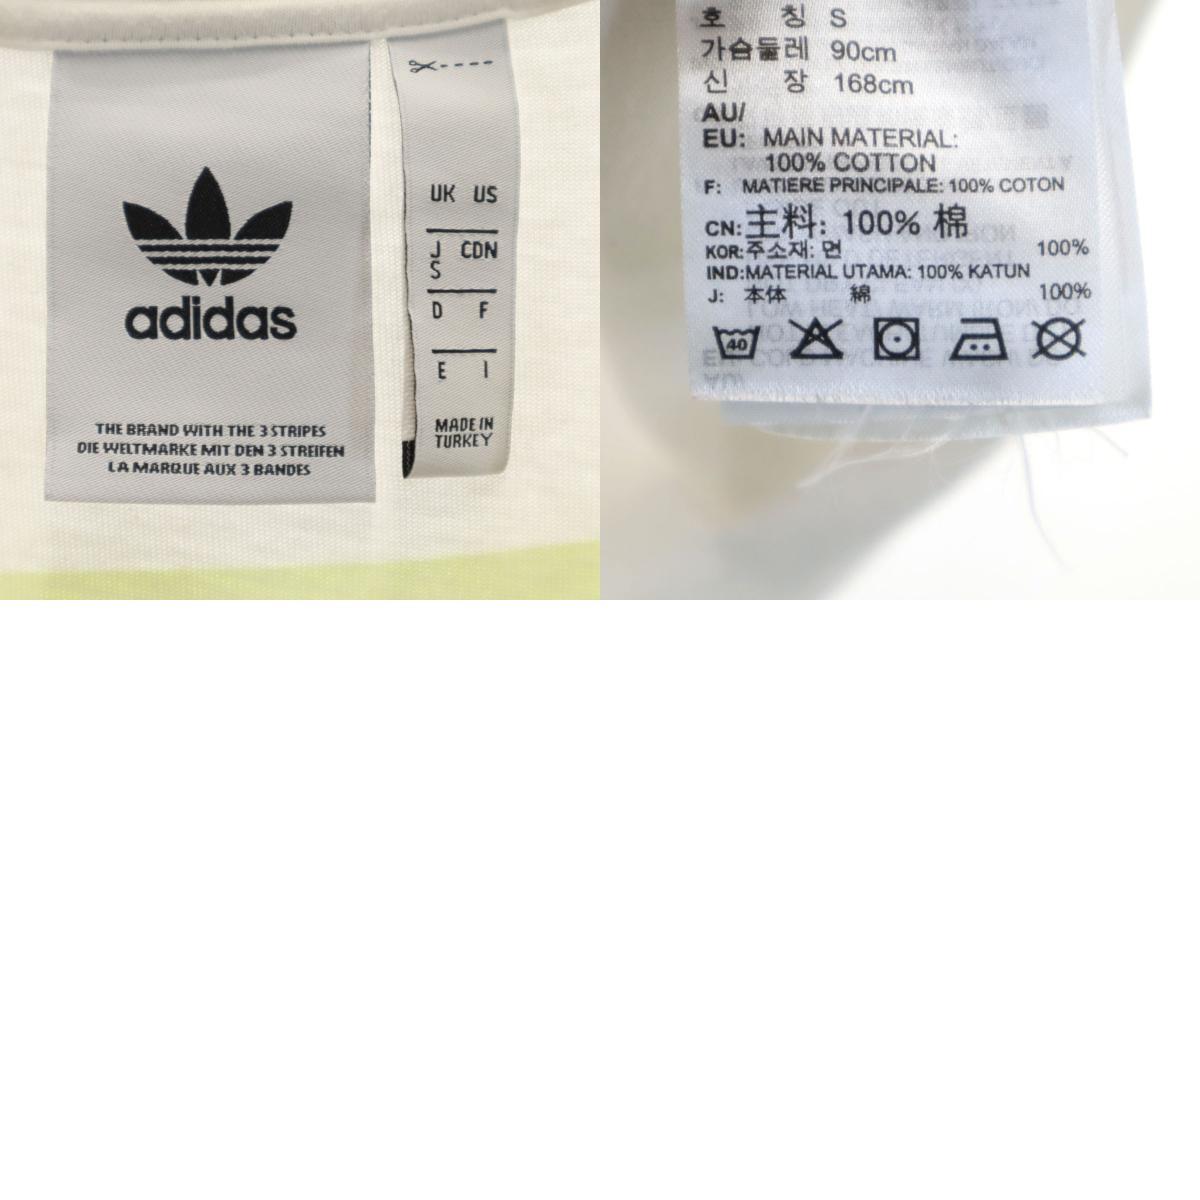 adidas
THE BRAND WITH THE 3 STRIPES
DIE WELTMARKE MIT DEN 3 STREIFEN
LA MARQUE AUX 3 BANDES
UK US
J CDN
S
D F
E I
MADE IN
TURKEY
호 칭 S
가슴둘레 90cm
신 장 168cm
AU/
EU: MAIN MATERIAL:
100% COTTON
F: MATIERE PRINCIPALE: 100% COTON
CN: 主料: 100% 棉
KOR: 주소재: 면 100%
IND: MATERIAL UTAMA: 100% KATUN
J: 本体 綿 100%
40